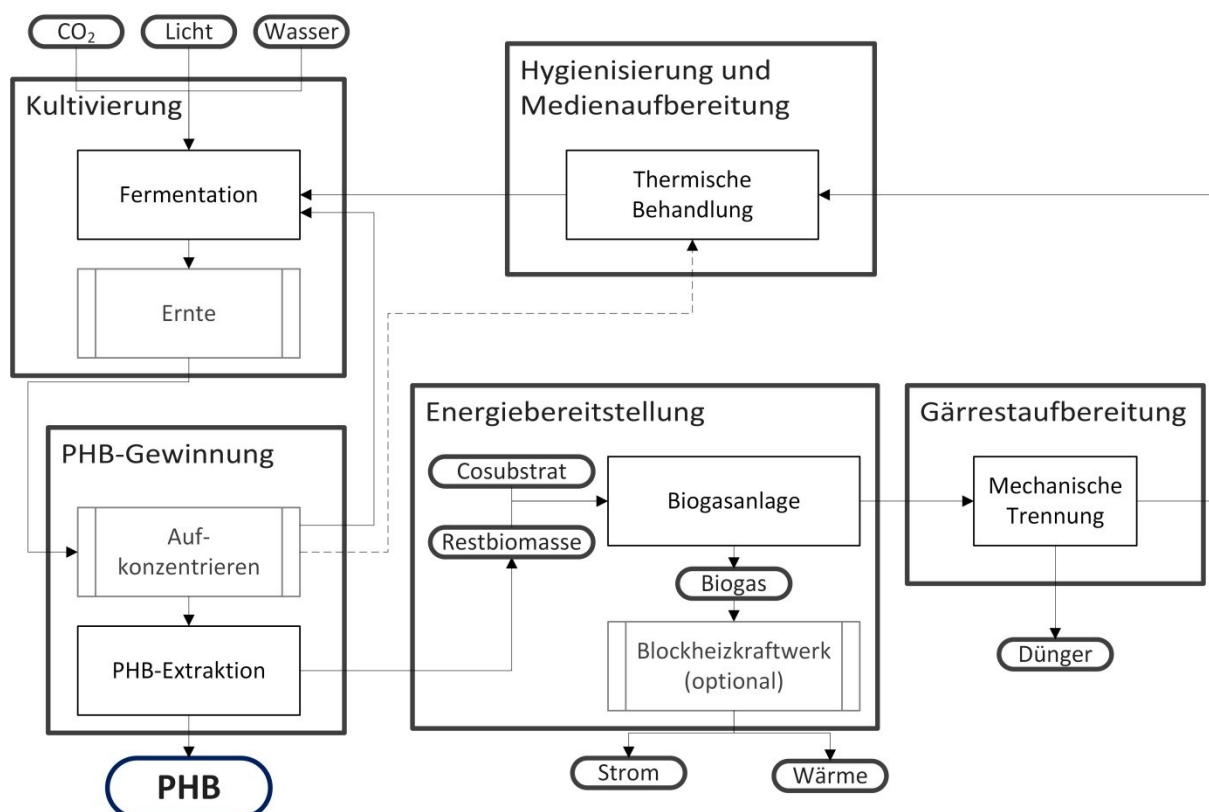 CO₂
Licht
Wasser
Kultivierung
Fermentation
Ernte
Hygienisierung und
Medienaufbereitung
Thermische
Behandlung
PHB-Gewinnung
Auf-
konzentrieren
PHB-Extraktion
PHB
Energiebereitstellung
Cosubstrat
Restbiomasse
Biogasanlage
Biogas
Blockheizkraftwerk
(optional)
Strom
Wärme
Gärrestaufbereitung
Mechanische
Trennung
Dünger